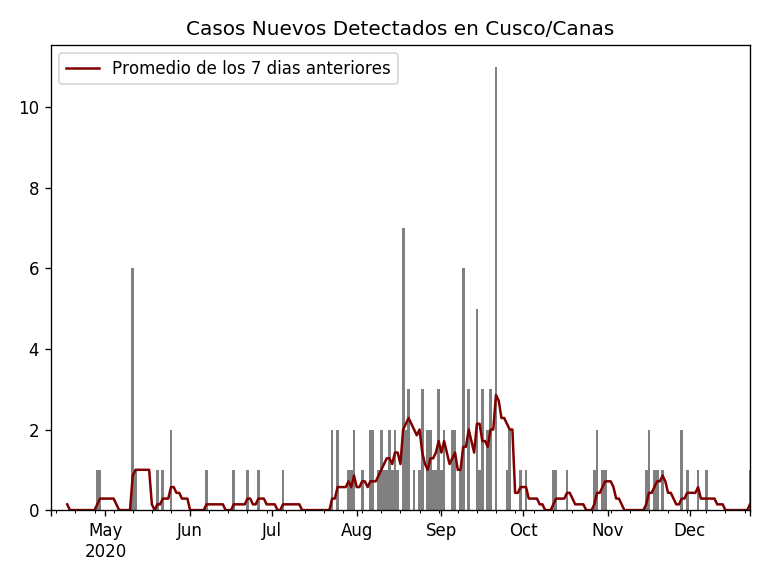 Casos Nuevos Detectados en Cusco/Canas
Promedio de los 7 dias anteriores
10
8
6
4
2
0
May Jun Jul Aug Sep Oct Nov Dec
2020